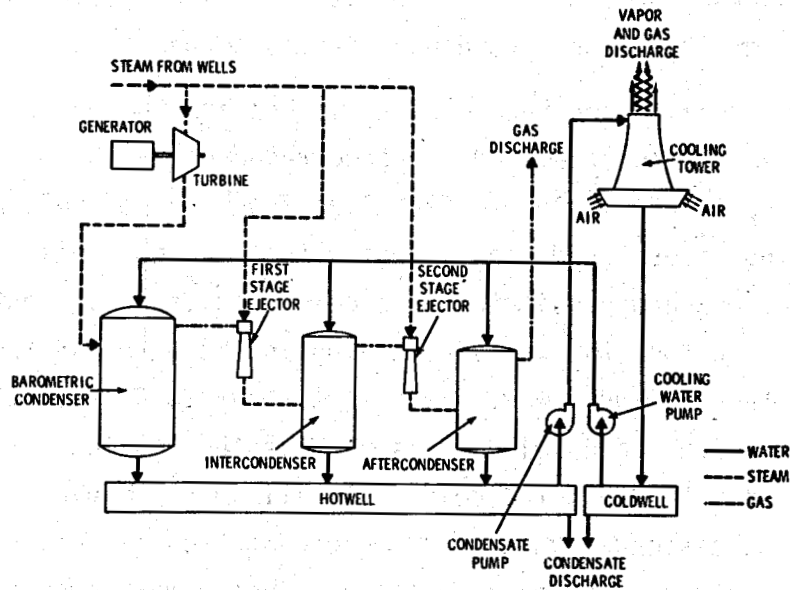 VAPOR
AND GAS
DISCHARGE
STEAM FROM WELLS
GENERATOR
TURBINE
GAS
DISCHARGE
COOLING
TOWER
AIR
AIR
FIRST
STAGE
EJECTOR
SECOND
STAGE
EJECTOR
BAROMETRIC
CONDENSER
INTERCONDENSER
AFTERCONDENSER
COOLING
WATER
PUMP
WATER
STEAM
GAS
HOTWELL
COLDWELL
CONDENSATE
PUMP
CONDENSATE
DISCHARGE